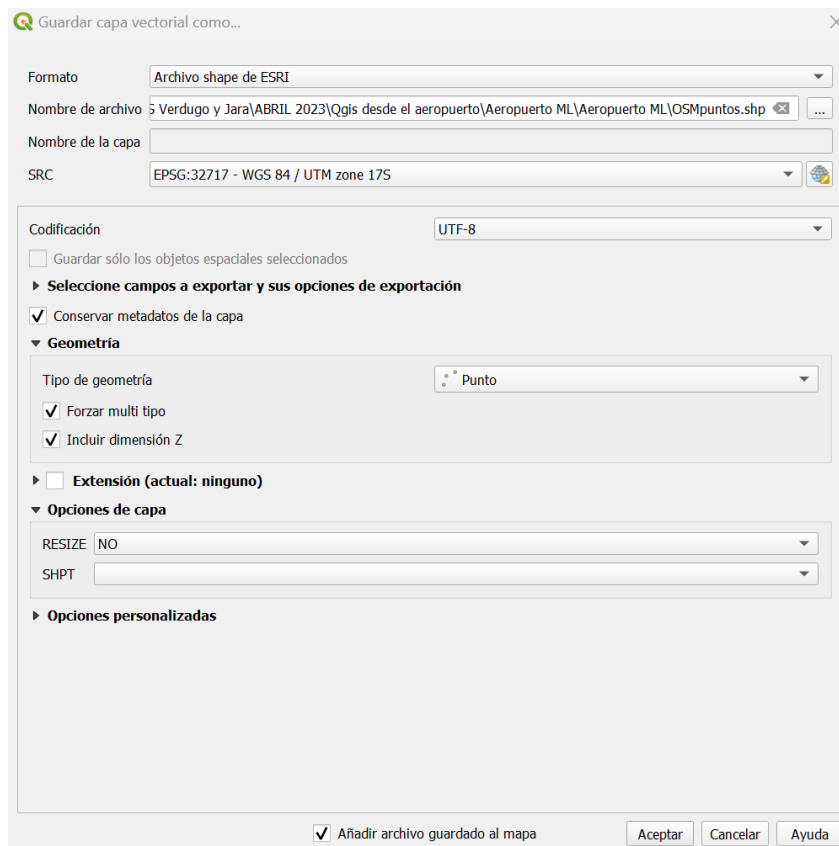 Guardar capa vectorial como...
Formato Archivo shape de ESRI
Nombre de archivo S Verdugo y Jara\ABRIL 2023\Qgis desde el aeropuerto\Aeropuerto ML\Aeropuerto ML\OSMpuntos.shp ...
Nombre de la capa
SRC EPSG:32717 - WGS 84 / UTM zone 17S
Codificación UTF-8
Guardar sólo los objetos espaciales seleccionados
Seleccione campos a exportar y sus opciones de exportación
Conservar metadatos de la capa
Geometría
Tipo de geometría Punto
Forzar multi tipo
Incluir dimensión Z
Extensión (actual: ninguno)
Opciones de capa
RESIZE NO
SHPT
Opciones personalizadas
Añadir archivo guardado al mapa Aceptar Cancelar Ayuda